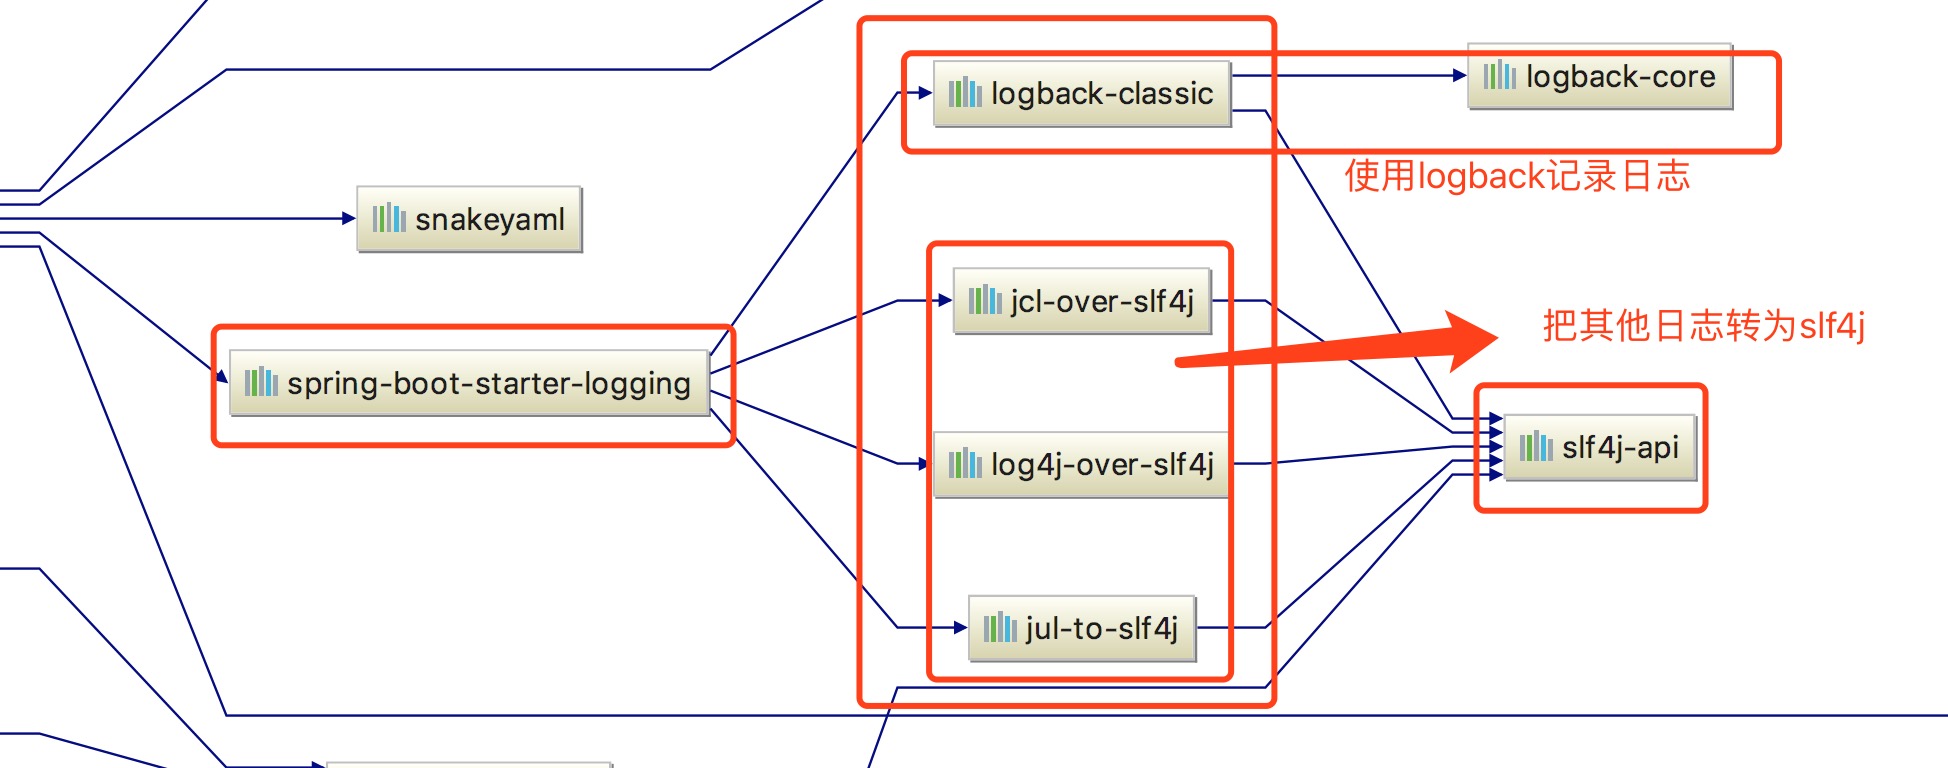 logback-classic
logback-core
使用logback记录日志
snakeyaml
jcl-over-slf4j
把其他日志转为slf4j
spring-boot-starter-logging
log4j-over-slf4j
slf4j-api
jul-to-slf4j